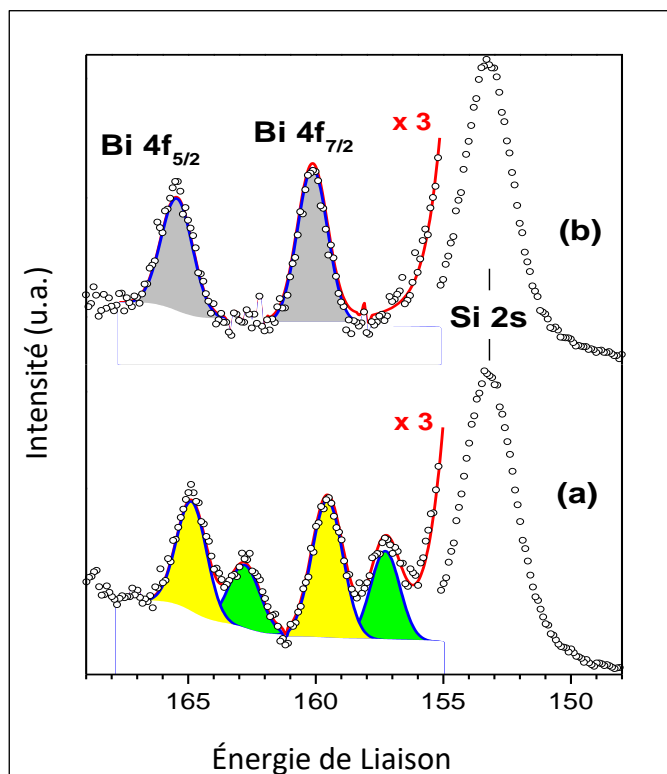 x 3
Bi 4f5/2
Bi 4f7/2
(b)
Si 2s
x 3
(a)
Intensité (u.a.)
165
160
155
150
Énergie de Liaison